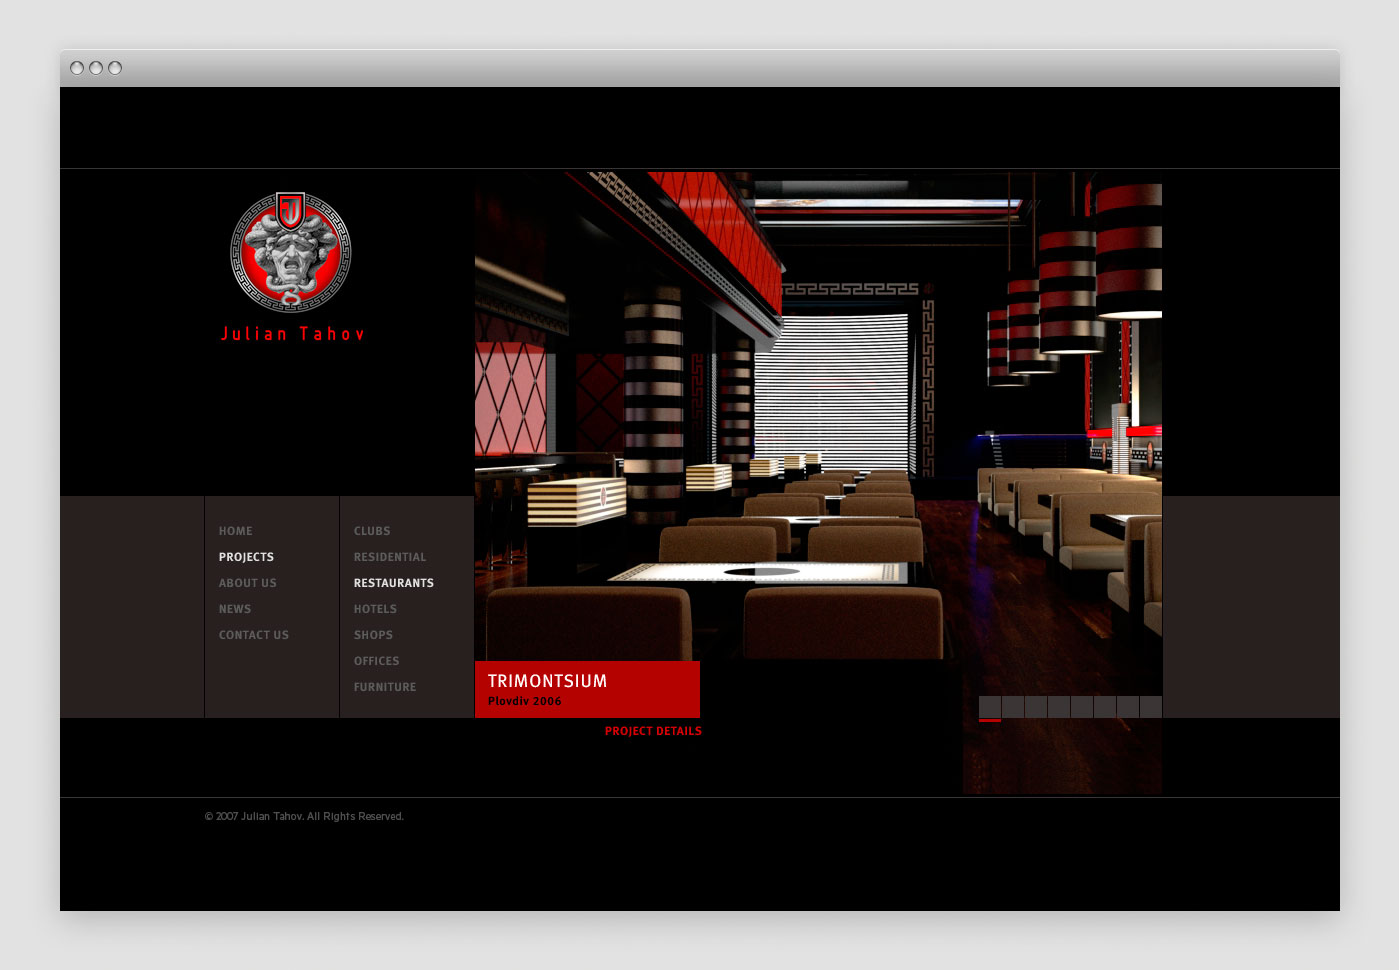 Julian Tahov
HOME
PROJECTS
ABOUT US
NEWS
CONTACT US
CLUBS
RESIDENTIAL
RESTAURANTS
HOTELS
SHOPS
OFFICES
FURNITURE
TRIMONTSIUM
Plovdiv 2006
PROJECT DETAILS
© 2007 Julian Tahov. All Rights Reserved.